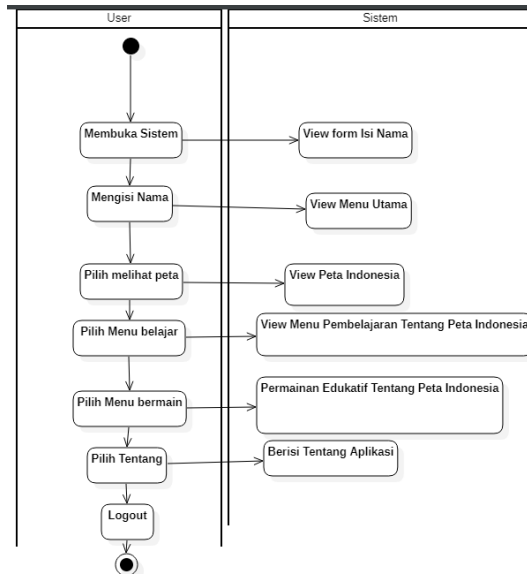 User
Sistem
Membuka Sistem
View form Isi Nama
Mengisi Nama
View Menu Utama
Pilih melihat peta
View Peta Indonesia
Pilih Menu belajar
View Menu Pembelajaran Tentang Peta Indonesia
Pilih Menu bermain
Permainan Edukatif Tentang Peta Indonesia
Pilih Tentang
Berisi Tentang Aplikasi
Logout